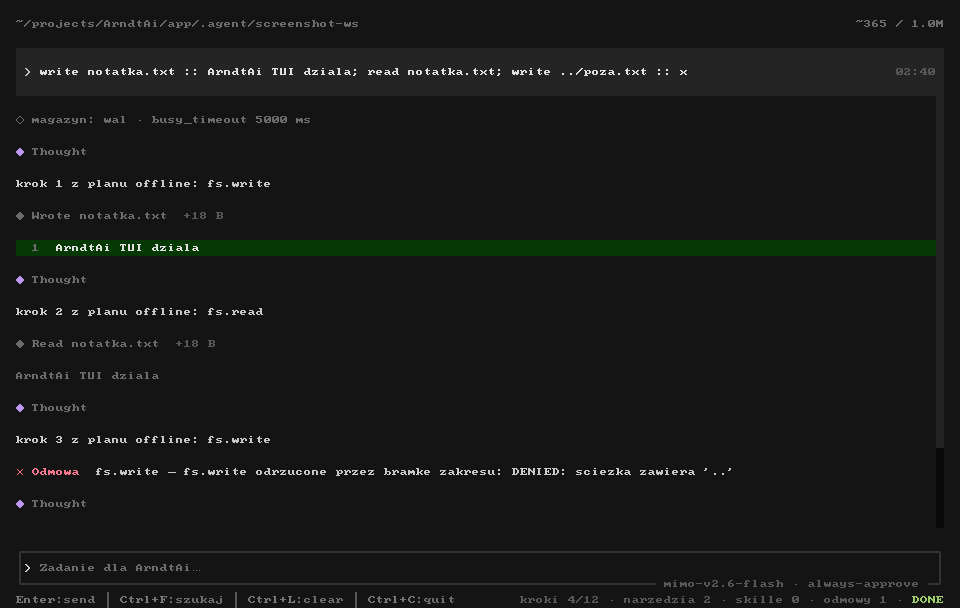 ~/projects/ArndtAi/app/.agent/screenshot-ws ~365 / 1.0M
❯ write notatka.txt :: ArndtAi TUI dziala; read notatka.txt; write ../poza.txt :: x 02:40
◇ magazyn: wal · busy_timeout 5000 ms
◆ Thought
krok 1 z planu offline: fs.write
◆ Wrote notatka.txt +18 B
1 ArndtAi TUI dziala
◆ Thought
krok 2 z planu offline: fs.read
◆ Read notatka.txt +18 B
ArndtAi TUI dziala
◆ Thought
krok 3 z planu offline: fs.write
✕ Odmowa fs.write — fs.write odrzucone przez bramke zakresu: DENIED: sciezka zawiera '..'
◆ Thought
❯ Zadanie dla ArndtAi…
mimo-v2.6-flash · always-approve
Enter:send │ Ctrl+F:szukaj │ Ctrl+L:clear │ Ctrl+C:quit kroki 4/12 · narzedzia 2 · skille 0 · odmowy 1 · DONE